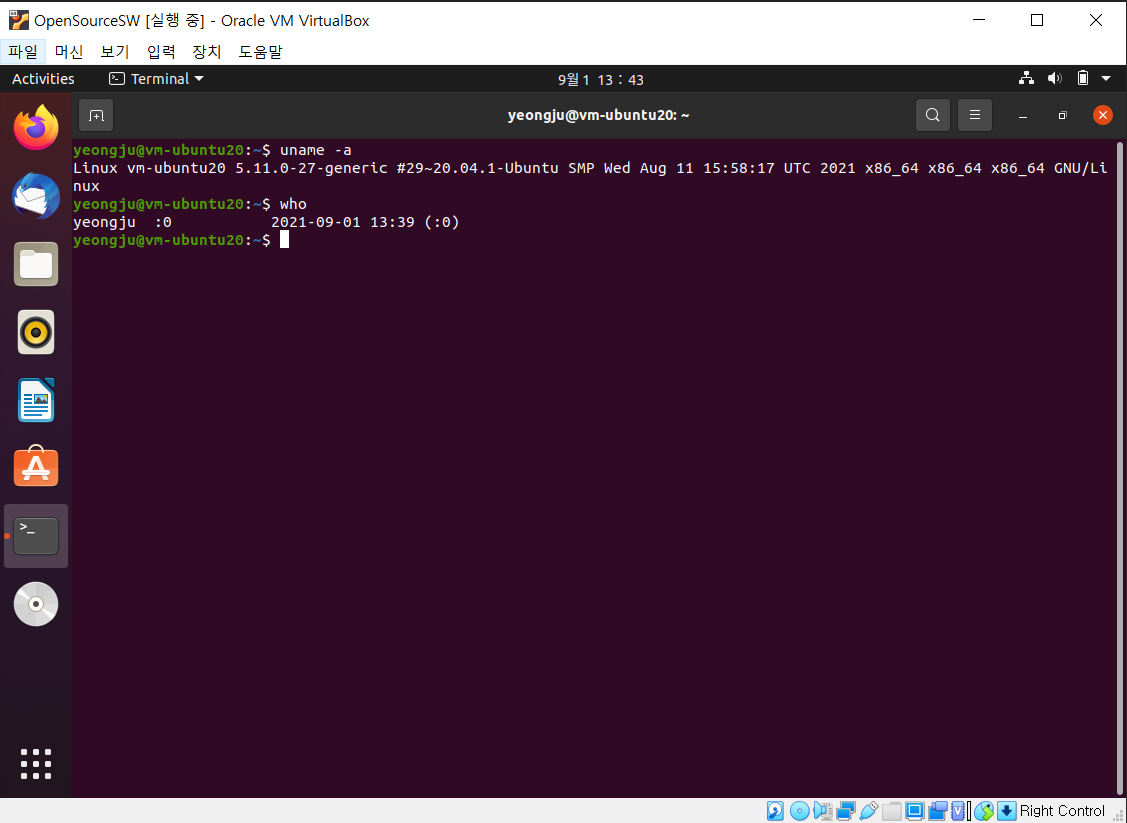 OpenSourceSW [실행 중] - Oracle VM VirtualBox
파일 머신 보기 입력 장치 도움말
Activities Terminal 9월 1 13 : 43
yeongju@vm-ubuntu20: ~
yeongju@vm-ubuntu20:~$ uname -a
Linux vm-ubuntu20 5.11.0-27-generic #29~20.04.1-Ubuntu SMP Wed Aug 11 15:58:17 UTC 2021 x86_64 x86_64 x86_64 GNU/Li
nux
yeongju@vm-ubuntu20:~$ who
yeongju  :0           2021-09-01 13:39 (:0)
yeongju@vm-ubuntu20:~$
Right Control